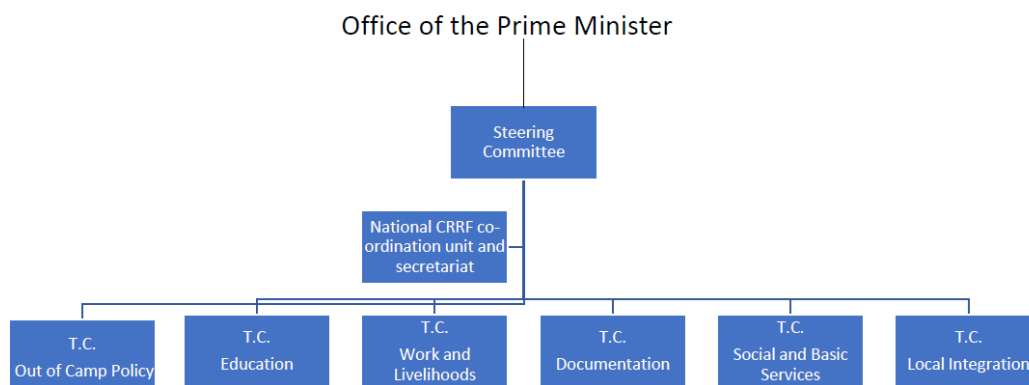 Office of the Prime Minister
Steering
Committee
National CRRF co-
ordination unit and
secretariat
T.C.
Out of Camp Policy
T.C.
Education
T.C.
Work and
Livelihoods
T.C.
Documentation
T.C.
Social and Basic
Services
T.C.
Local Integration